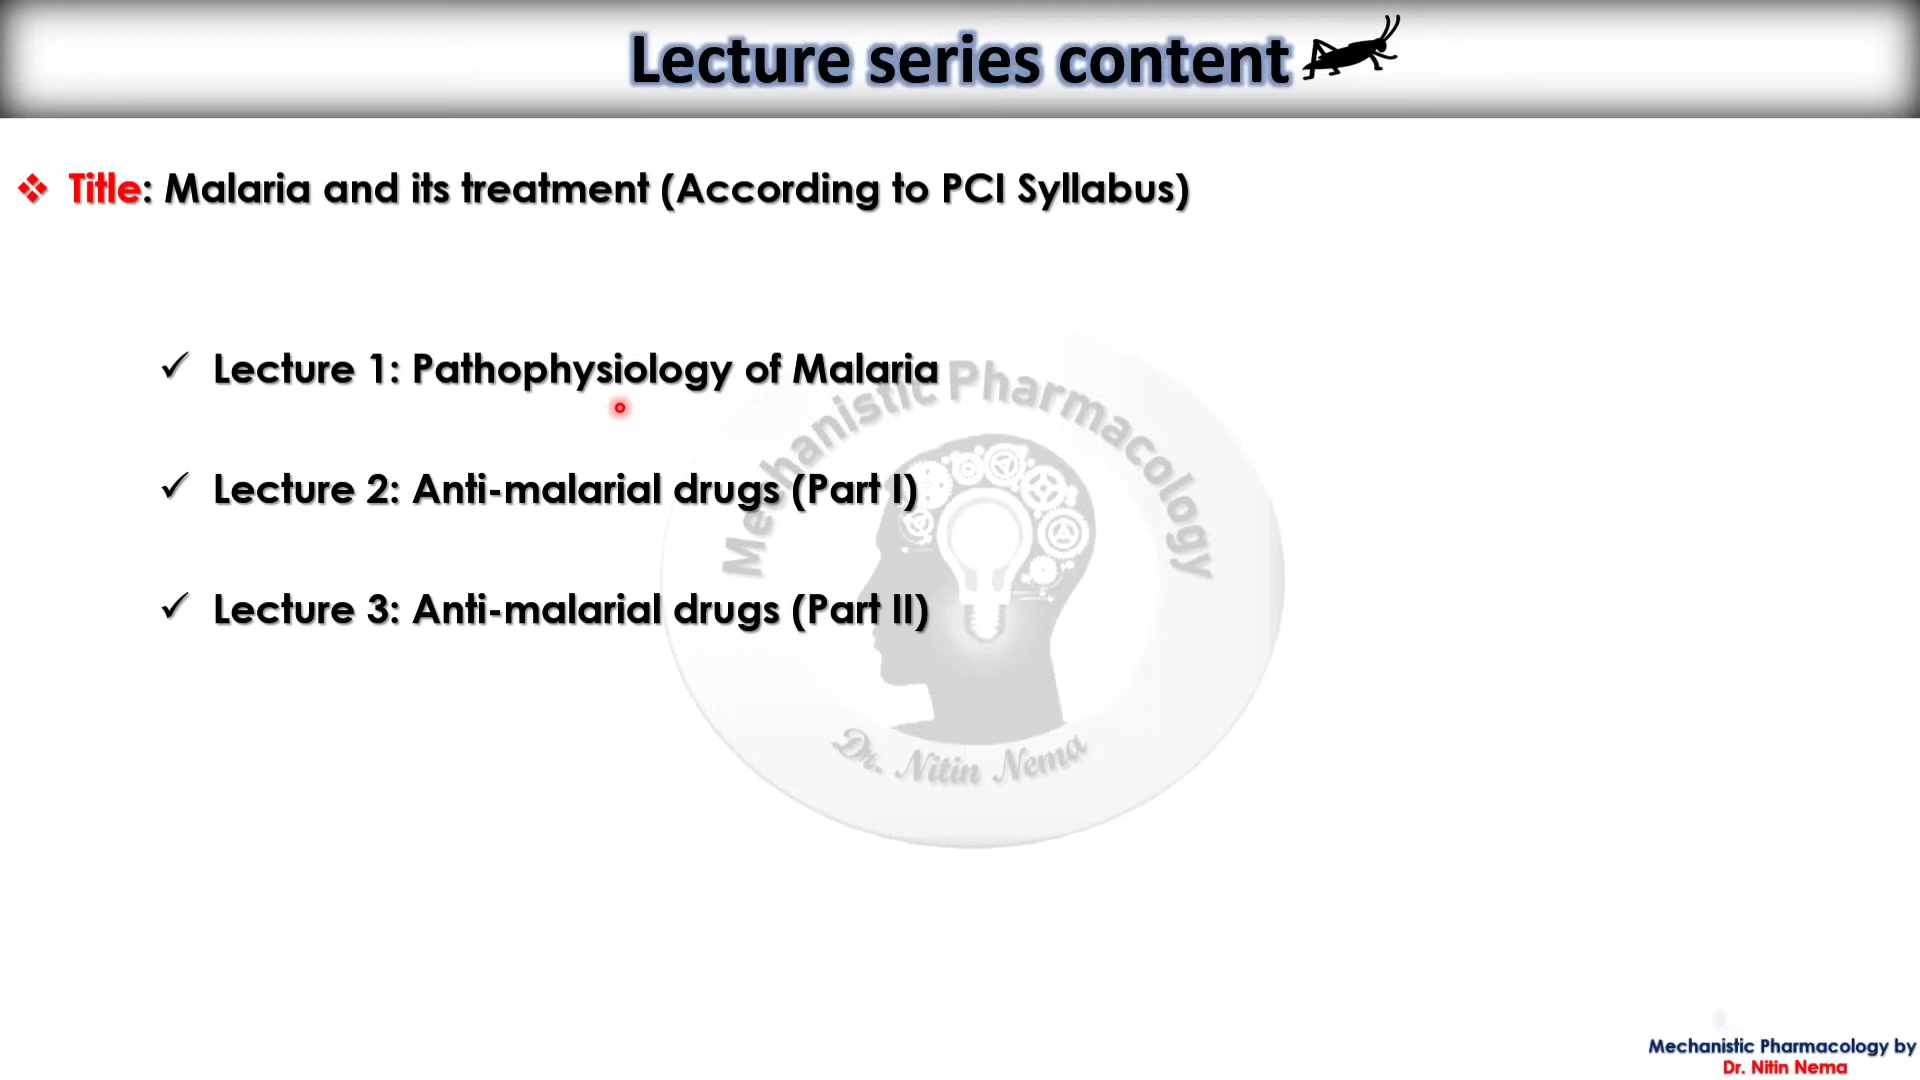 Lecture series content
Title: Malaria and its treatment (According to PCI Syllabus)
Lecture 1: Pathophysiology of Malaria
Lecture 2: Anti-malarial drugs (Part I)
Lecture 3: Anti-malarial drugs (Part II)
Mechanistic Pharmacology
Dr. Nitin Nema
Mechanistic Pharmacology by
Dr. Nitin Nema